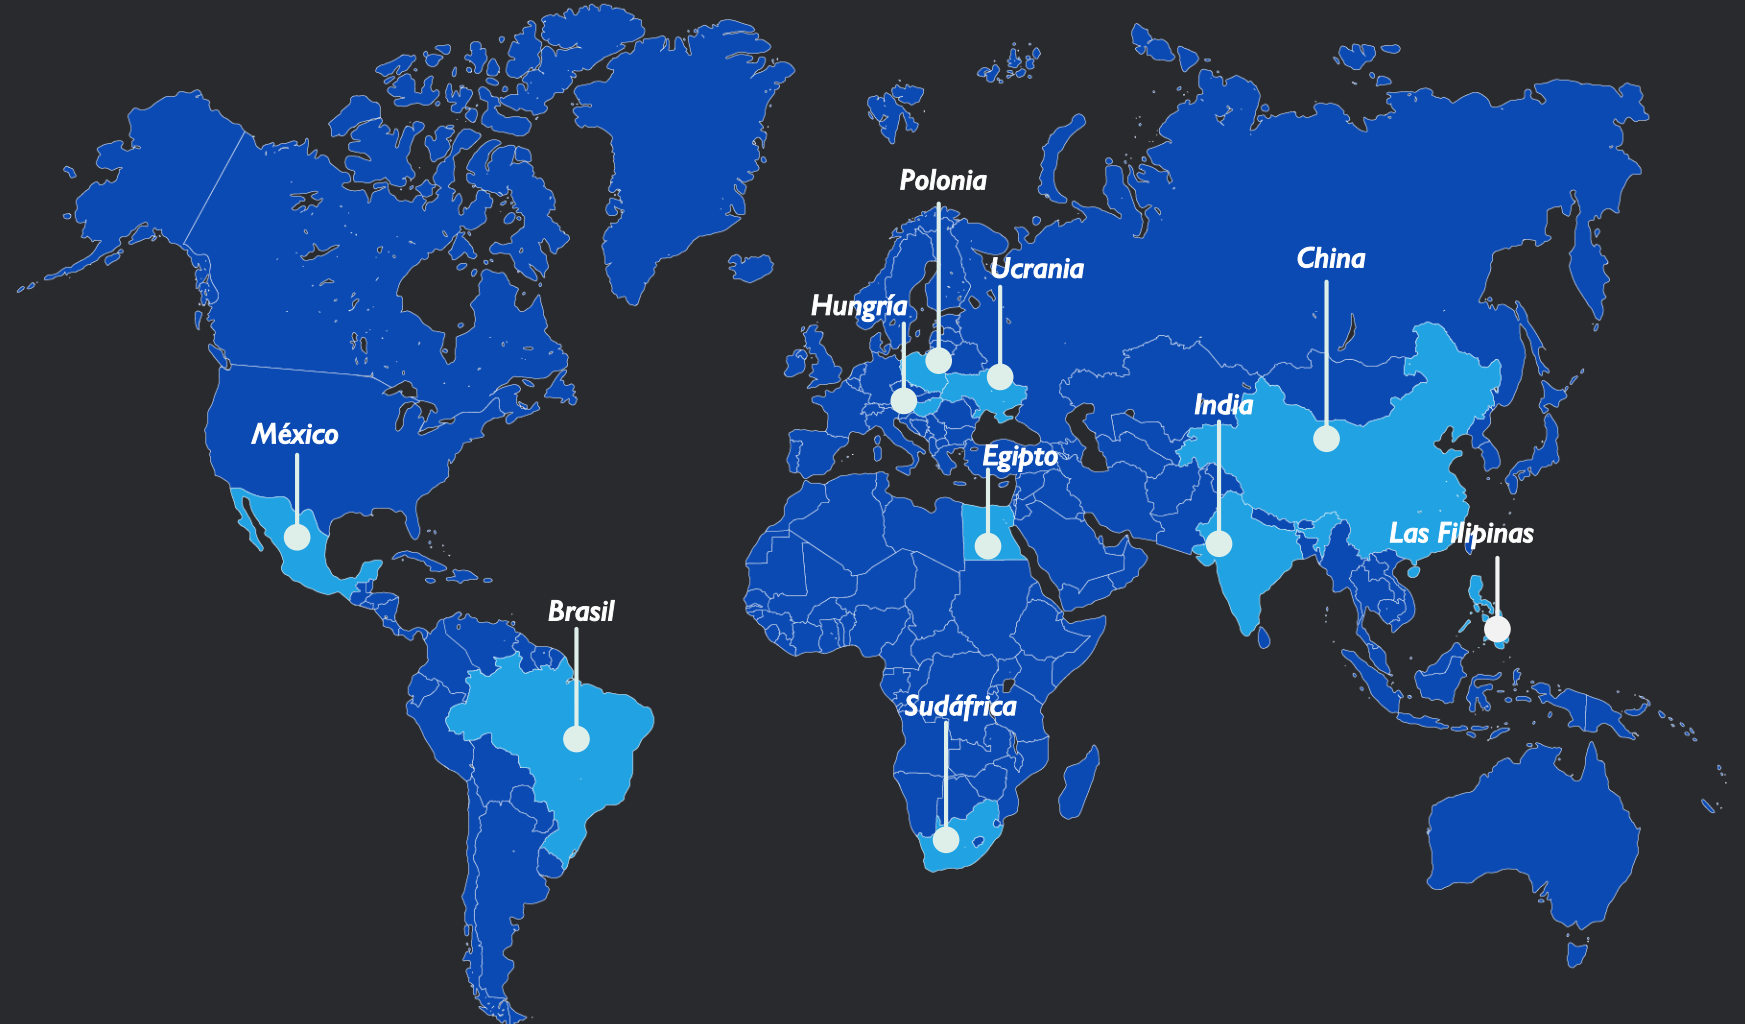 Polonia
Ucrania
China
Hungría
India
México
Egipto
Las Filipinas
Brasil
Sudáfrica